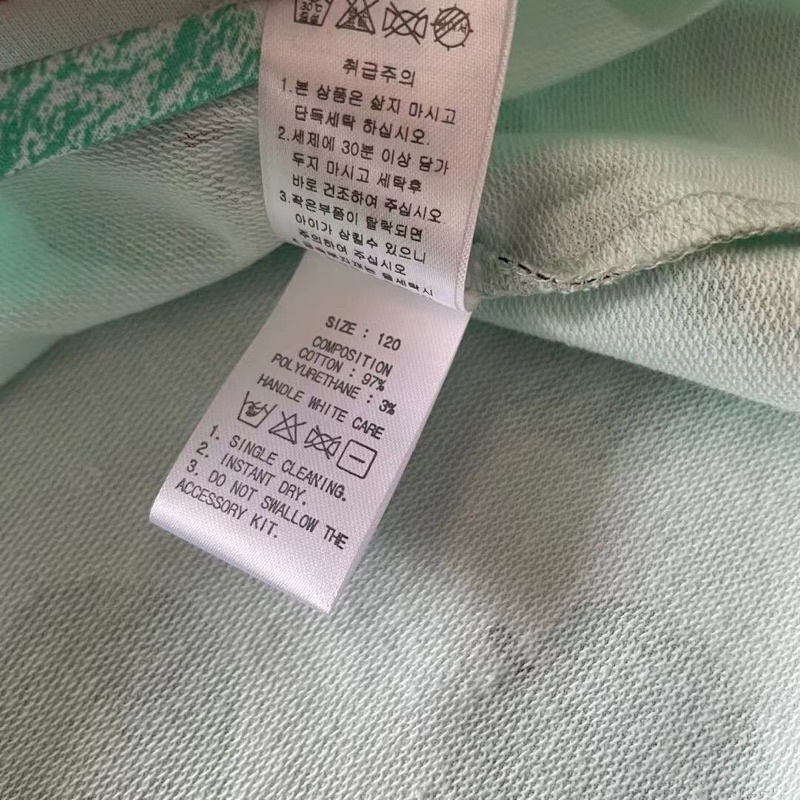 30℃
취급주의
1.본 상품은 삶지 마시고
단독세탁 하십시오.
2.세제에 30분 이상 담가
두지 마시고 세탁후
바로 건조하여 주십시오.
3.작은부품이 탈락되면
아이가 삼킬수 있으니
주의하여 주십시오
SIZE : 120
COMPOSITION
COTTON : 97%
POLYURETHANE : 3%
HANDLE WHITE CARE
1. SINGLE CLEANING.
2. INSTANT DRY.
3. DO NOT SWALLOW THE
ACCESSORY KIT.